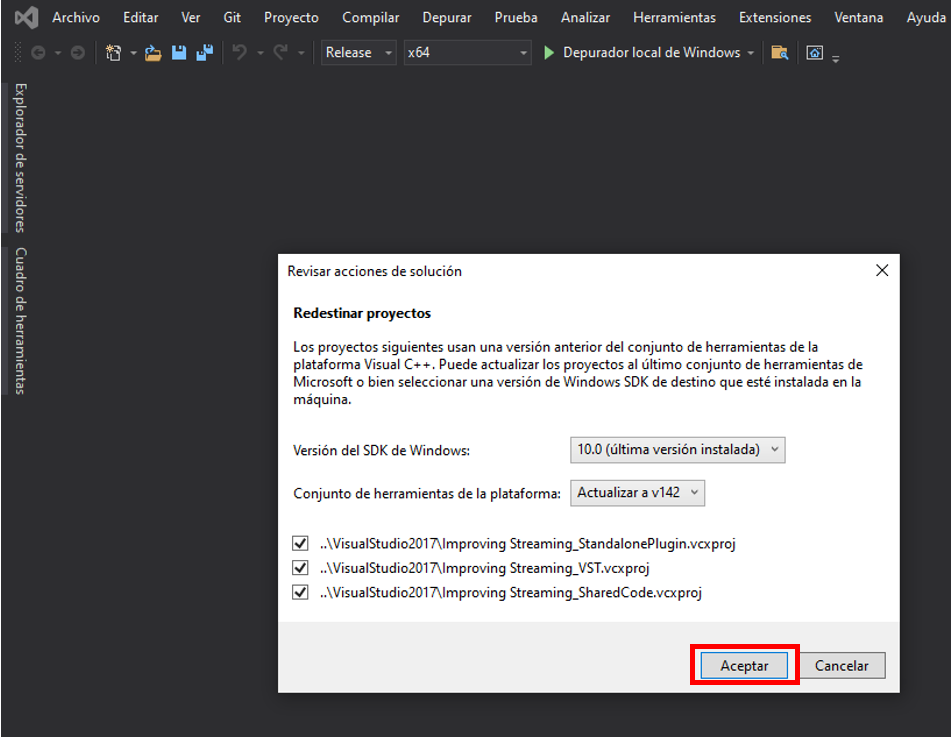 Archivo Editar Ver Git Proyecto Compilar Depurar Prueba Analizar Herramientas Extensiones Ventana Ayuda
Release x64 Depurador local de Windows
Explorador de servidores
Cuadro de herramientas
Revisar acciones de solución
Redestinar proyectos
Los proyectos siguientes usan una versión anterior del conjunto de herramientas de la
plataforma Visual C++. Puede actualizar los proyectos al último conjunto de herramientas de
Microsoft o bien seleccionar una versión de Windows SDK de destino que esté instalada en la
máquina.
Versión del SDK de Windows: 10.0 (última versión instalada)
Conjunto de herramientas de la plataforma: Actualizar a v142
..\VisualStudio2017\Improving Streaming_StandalonePlugin.vcxproj
..\VisualStudio2017\Improving Streaming_VST.vcxproj
..\VisualStudio2017\Improving Streaming_SharedCode.vcxproj
Aceptar Cancelar